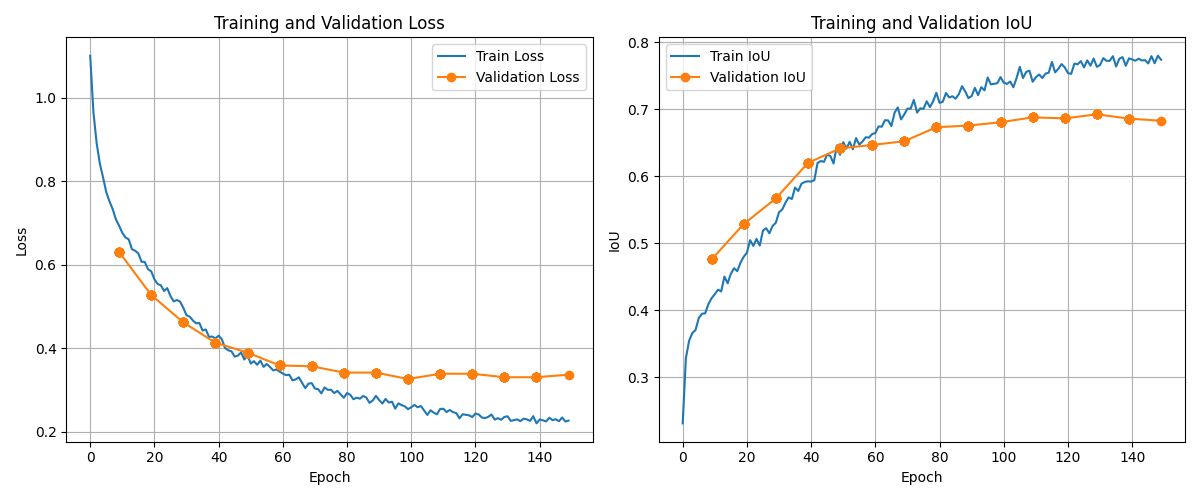 Training and Validation Loss
Train Loss
Validation Loss
1.0
0.8
0.6
0.4
0.2
Loss
0 20 40 60 80 100 120 140
Epoch
Training and Validation IoU
Train IoU
Validation IoU
0.8
0.7
0.6
0.5
0.4
0.3
IoU
0 20 40 60 80 100 120 140
Epoch